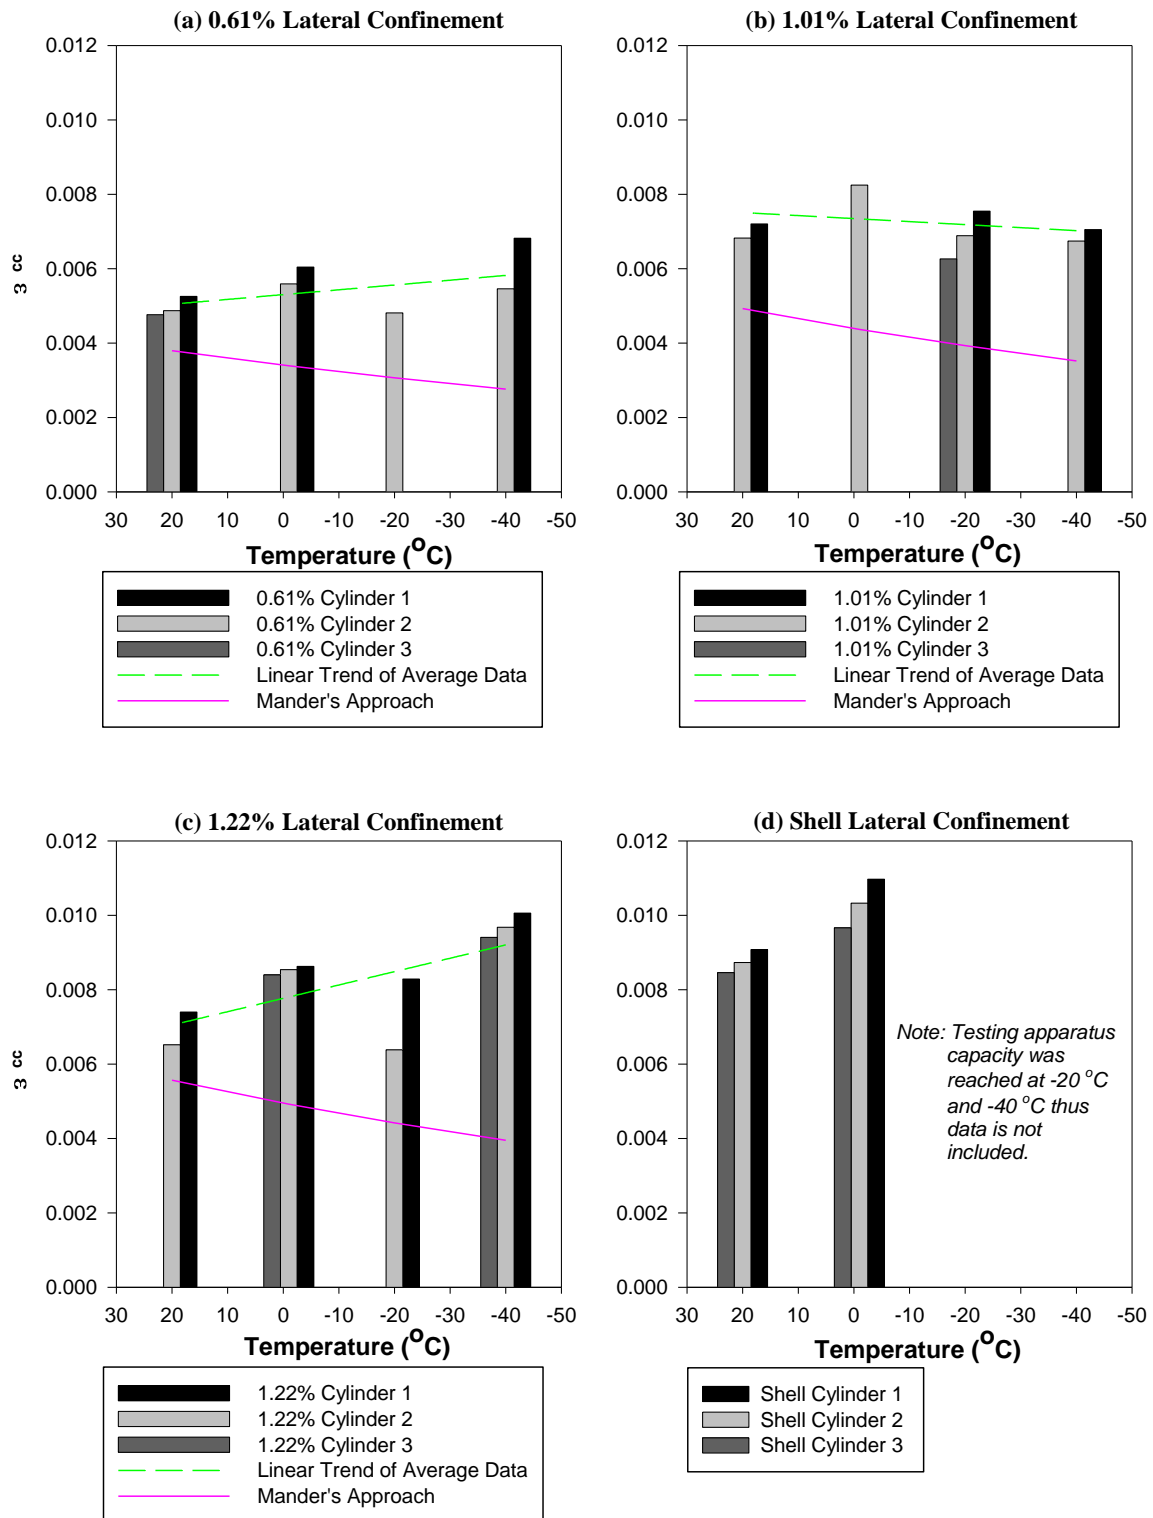 (a) 0.61% Lateral Confinement
0.012
0.010
0.008
0.006
0.004
0.002
0.000
ε cc
30 20 10 0 -10 -20 -30 -40 -50
Temperature (°C)
0.61% Cylinder 1
0.61% Cylinder 2
0.61% Cylinder 3
Linear Trend of Average Data
Mander's Approach
(b) 1.01% Lateral Confinement
0.012
0.010
0.008
0.006
0.004
0.002
0.000
30 20 10 0 -10 -20 -30 -40 -50
Temperature (°C)
1.01% Cylinder 1
1.01% Cylinder 2
1.01% Cylinder 3
Linear Trend of Average Data
Mander's Approach
(c) 1.22% Lateral Confinement
0.012
0.010
0.008
0.006
0.004
0.002
0.000
ε cc
30 20 10 0 -10 -20 -30 -40 -50
Temperature (°C)
1.22% Cylinder 1
1.22% Cylinder 2
1.22% Cylinder 3
Linear Trend of Average Data
Mander's Approach
(d) Shell Lateral Confinement
0.012
0.010
0.008
0.006
0.004
0.002
0.000
Note: Testing apparatus
capacity was
reached at -20 °C
and -40 °C thus
data is not
included.
30 20 10 0 -10 -20 -30 -40 -50
Temperature (°C)
Shell Cylinder 1
Shell Cylinder 2
Shell Cylinder 3